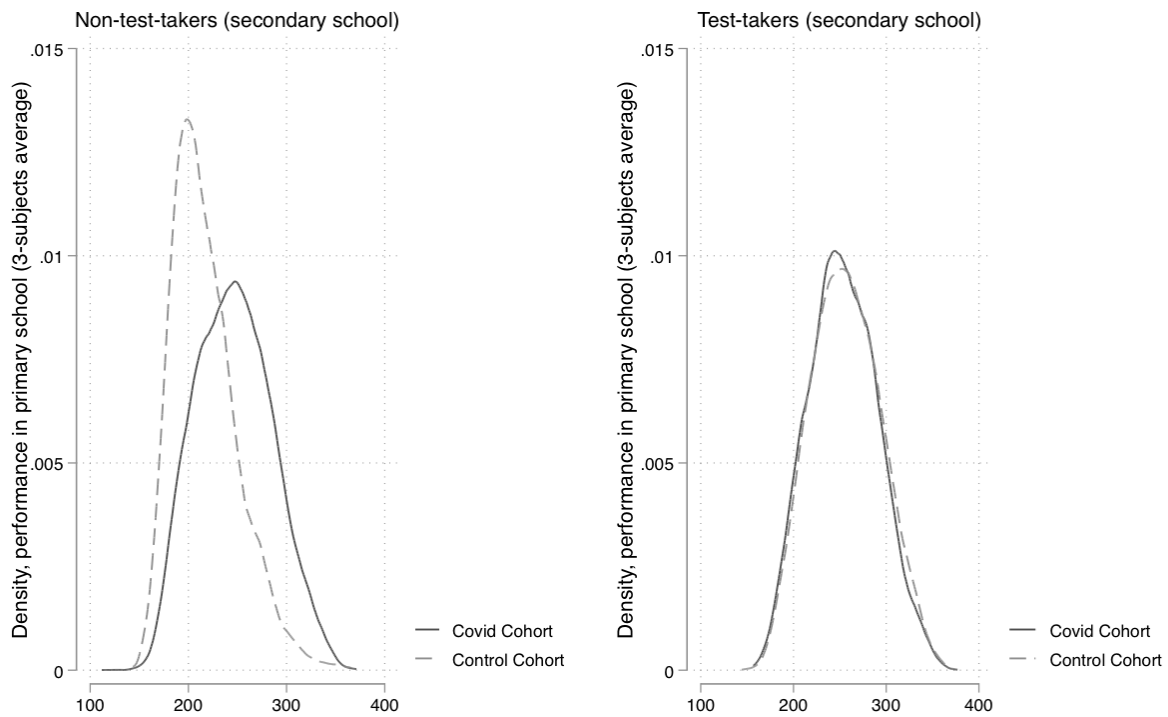 Non-test-takers (secondary school)
Density, performance in primary school (3-subjects average)
.015
.01
.005
0
100 200 300 400
Covid Cohort
Control Cohort
Test-takers (secondary school)
Density, performance in primary school (3-subjects average)
.015
.01
.005
0
100 200 300 400
Covid Cohort
Control Cohort